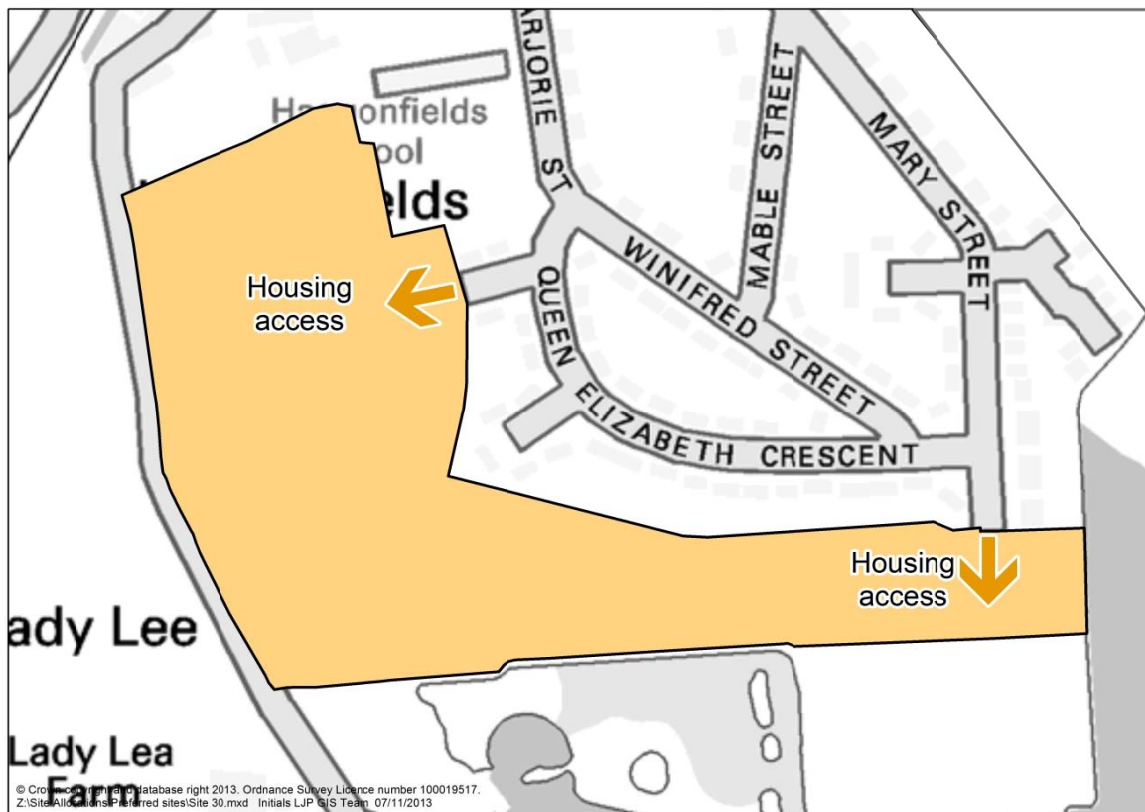 ARJORIE ST
MABLE STREET
MARY STREET
onfields
ool
elds
Housing
access
QUEEN ELIZABETH CRESCENT
WINIFRED STREET
Housing
access
ady Lee
Lady Lea
Farm
© Crown copyright and database right 2013. Ordnance Survey Licence number 100019517.
Z:\Site Allocations\Preferred sites\Site 30.mxd Initials LJP GIS Team 07/11/2013